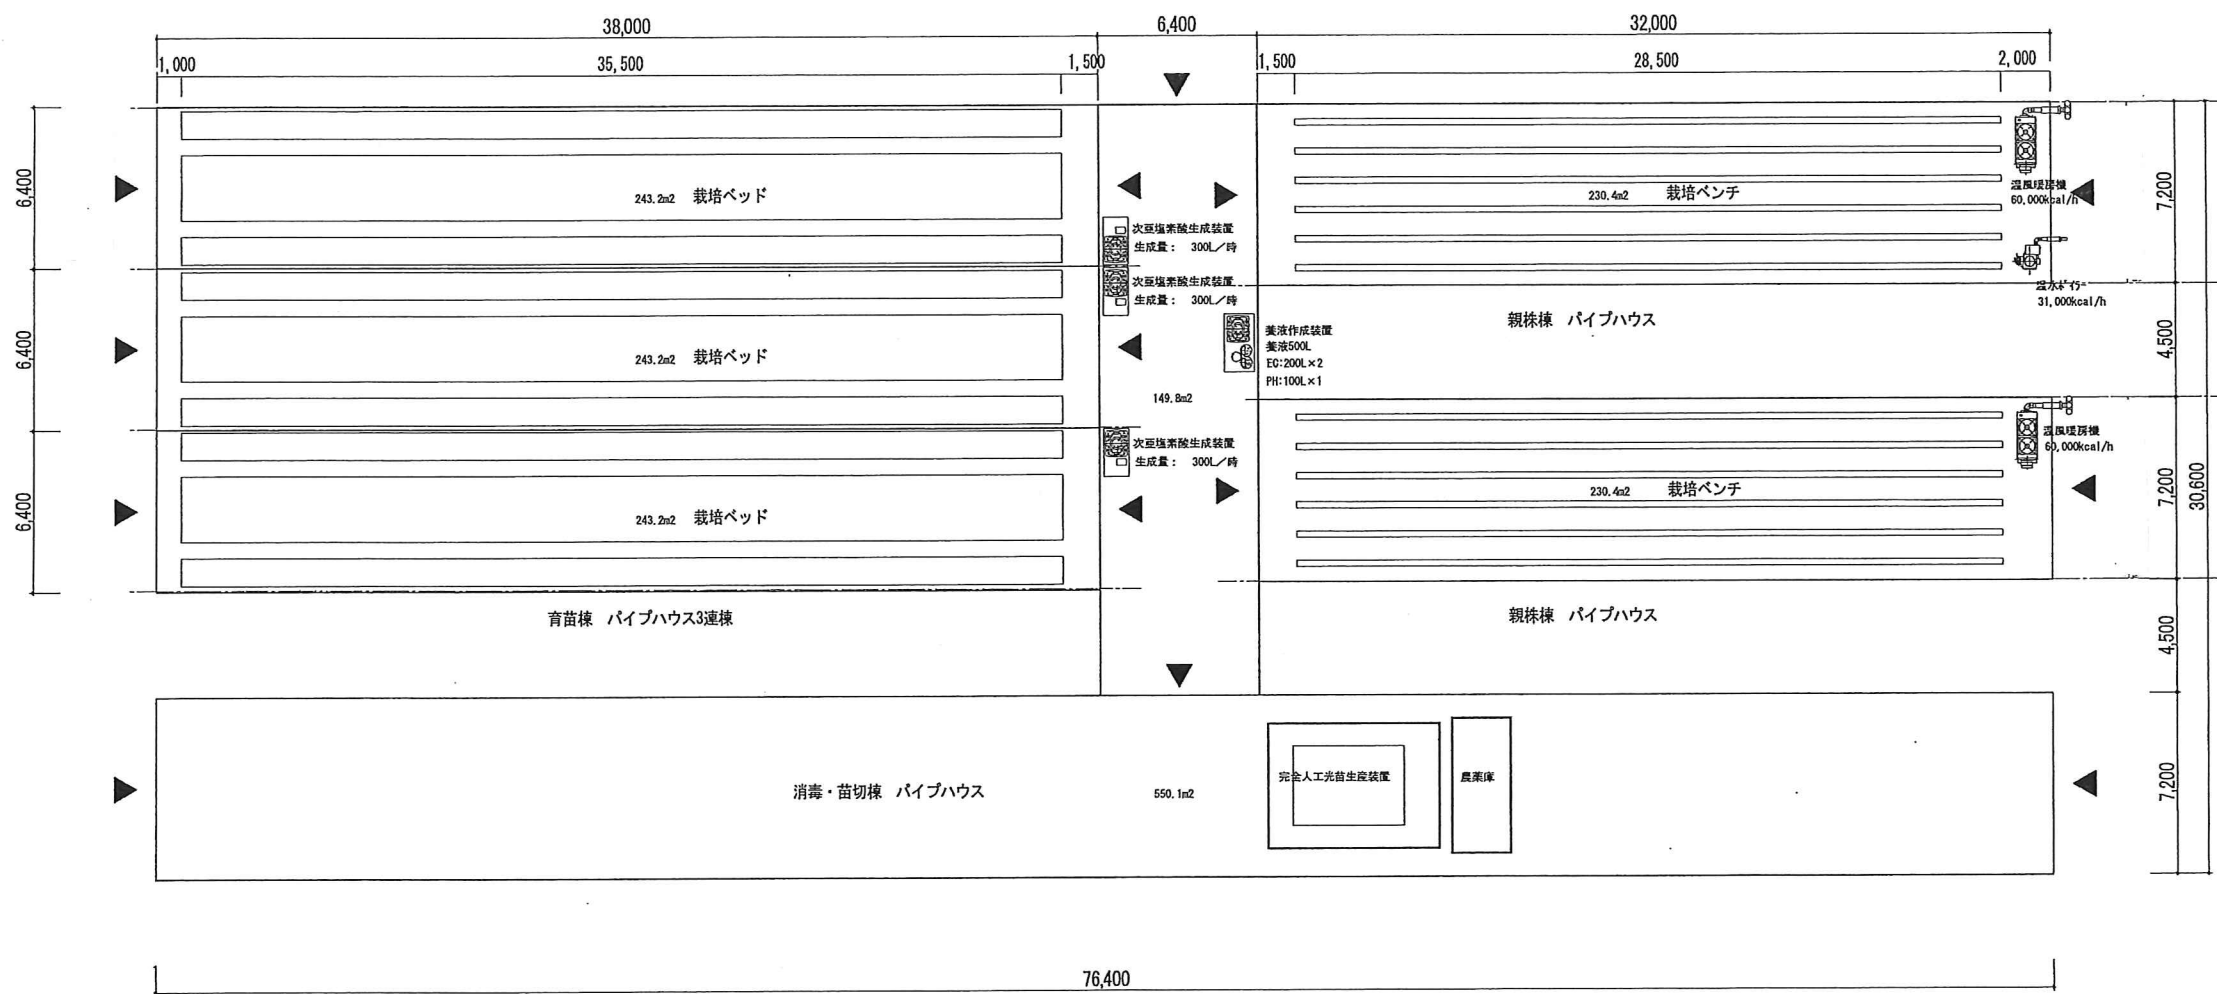 38,000
6,400
32,000
1,000
35,500
1,500
1,500
28,500
2,000
6,400
6,400
6,400
243.2m2 栽培ベッド
243.2m2 栽培ベッド
243.2m2 栽培ベッド
育苗棟 パイプハウス3連棟
次亜塩素酸生成装置
生成量： 300L／時
次亜塩素酸生成装置
生成量： 300L／時
149.8m2
次亜塩素酸生成装置
生成量： 300L／時
養液作成装置
養液500L
EC:200L×2
PH:100L×1
230.4m2 栽培ベンチ
温風暖房機
60,000kcal/h
温水ボイラー
31,000kcal/h
親株棟 パイプハウス
温風暖房機
60,000kcal/h
230.4m2 栽培ベンチ
親株棟 パイプハウス
7,200
4,500
7,200
30,600
4,500
7,200
消毒・苗切棟 パイプハウス
550.1m2
完全人工光苗生産装置
農薬庫
76,400